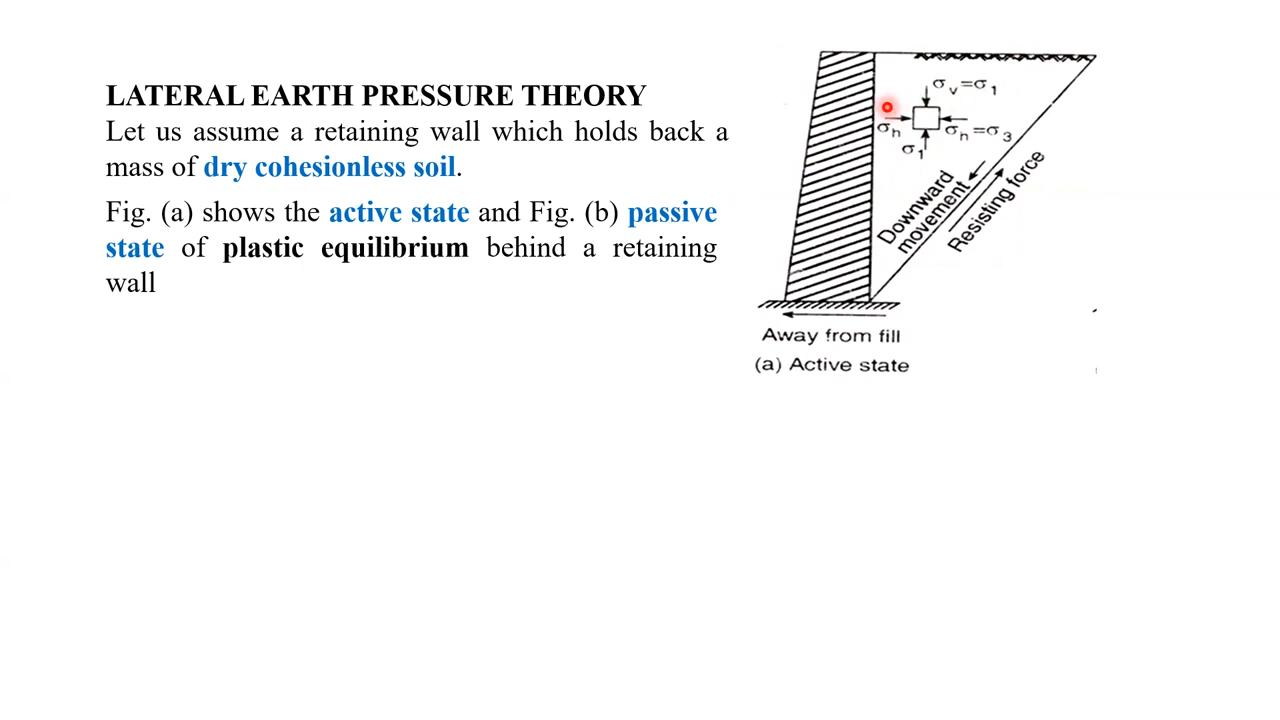 LATERAL EARTH PRESSURE THEORY
Let us assume a retaining wall which holds back a
mass of dry cohesionless soil.
Fig. (a) shows the active state and Fig. (b) passive
state of plastic equilibrium behind a retaining
wall
σv=σ1
σh
σh=σ3
σ1
Downward
movement
Resisting force
Away from fill
(a) Active state